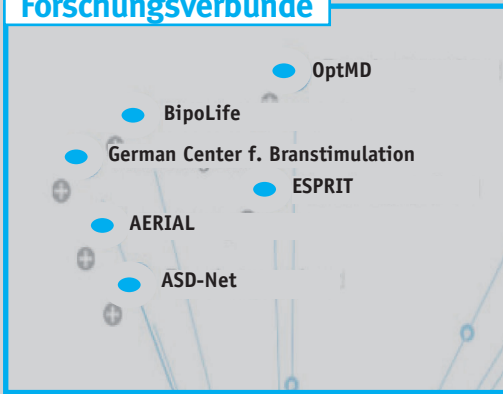 Forschungsverbünde
OptMD
BipoLife
German Center f. Branstimulation
ESPRIT
AERIAL
ASD-Net